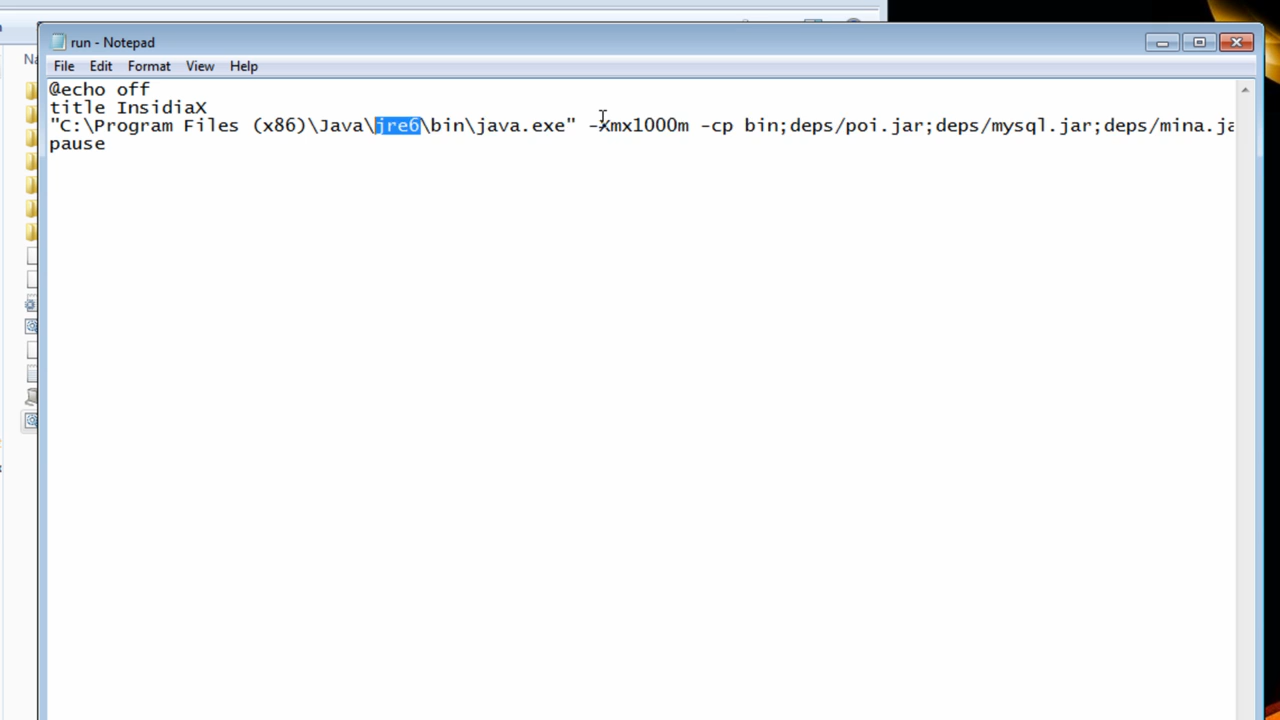 run - Notepad
File Edit Format View Help
@echo off
title InsidiaX
"C:\Program Files (x86)\Java\jre6\bin\java.exe" -Xmx1000m -cp bin;deps/poi.jar;deps/mysql.jar;deps/mina.ja
pause
Na